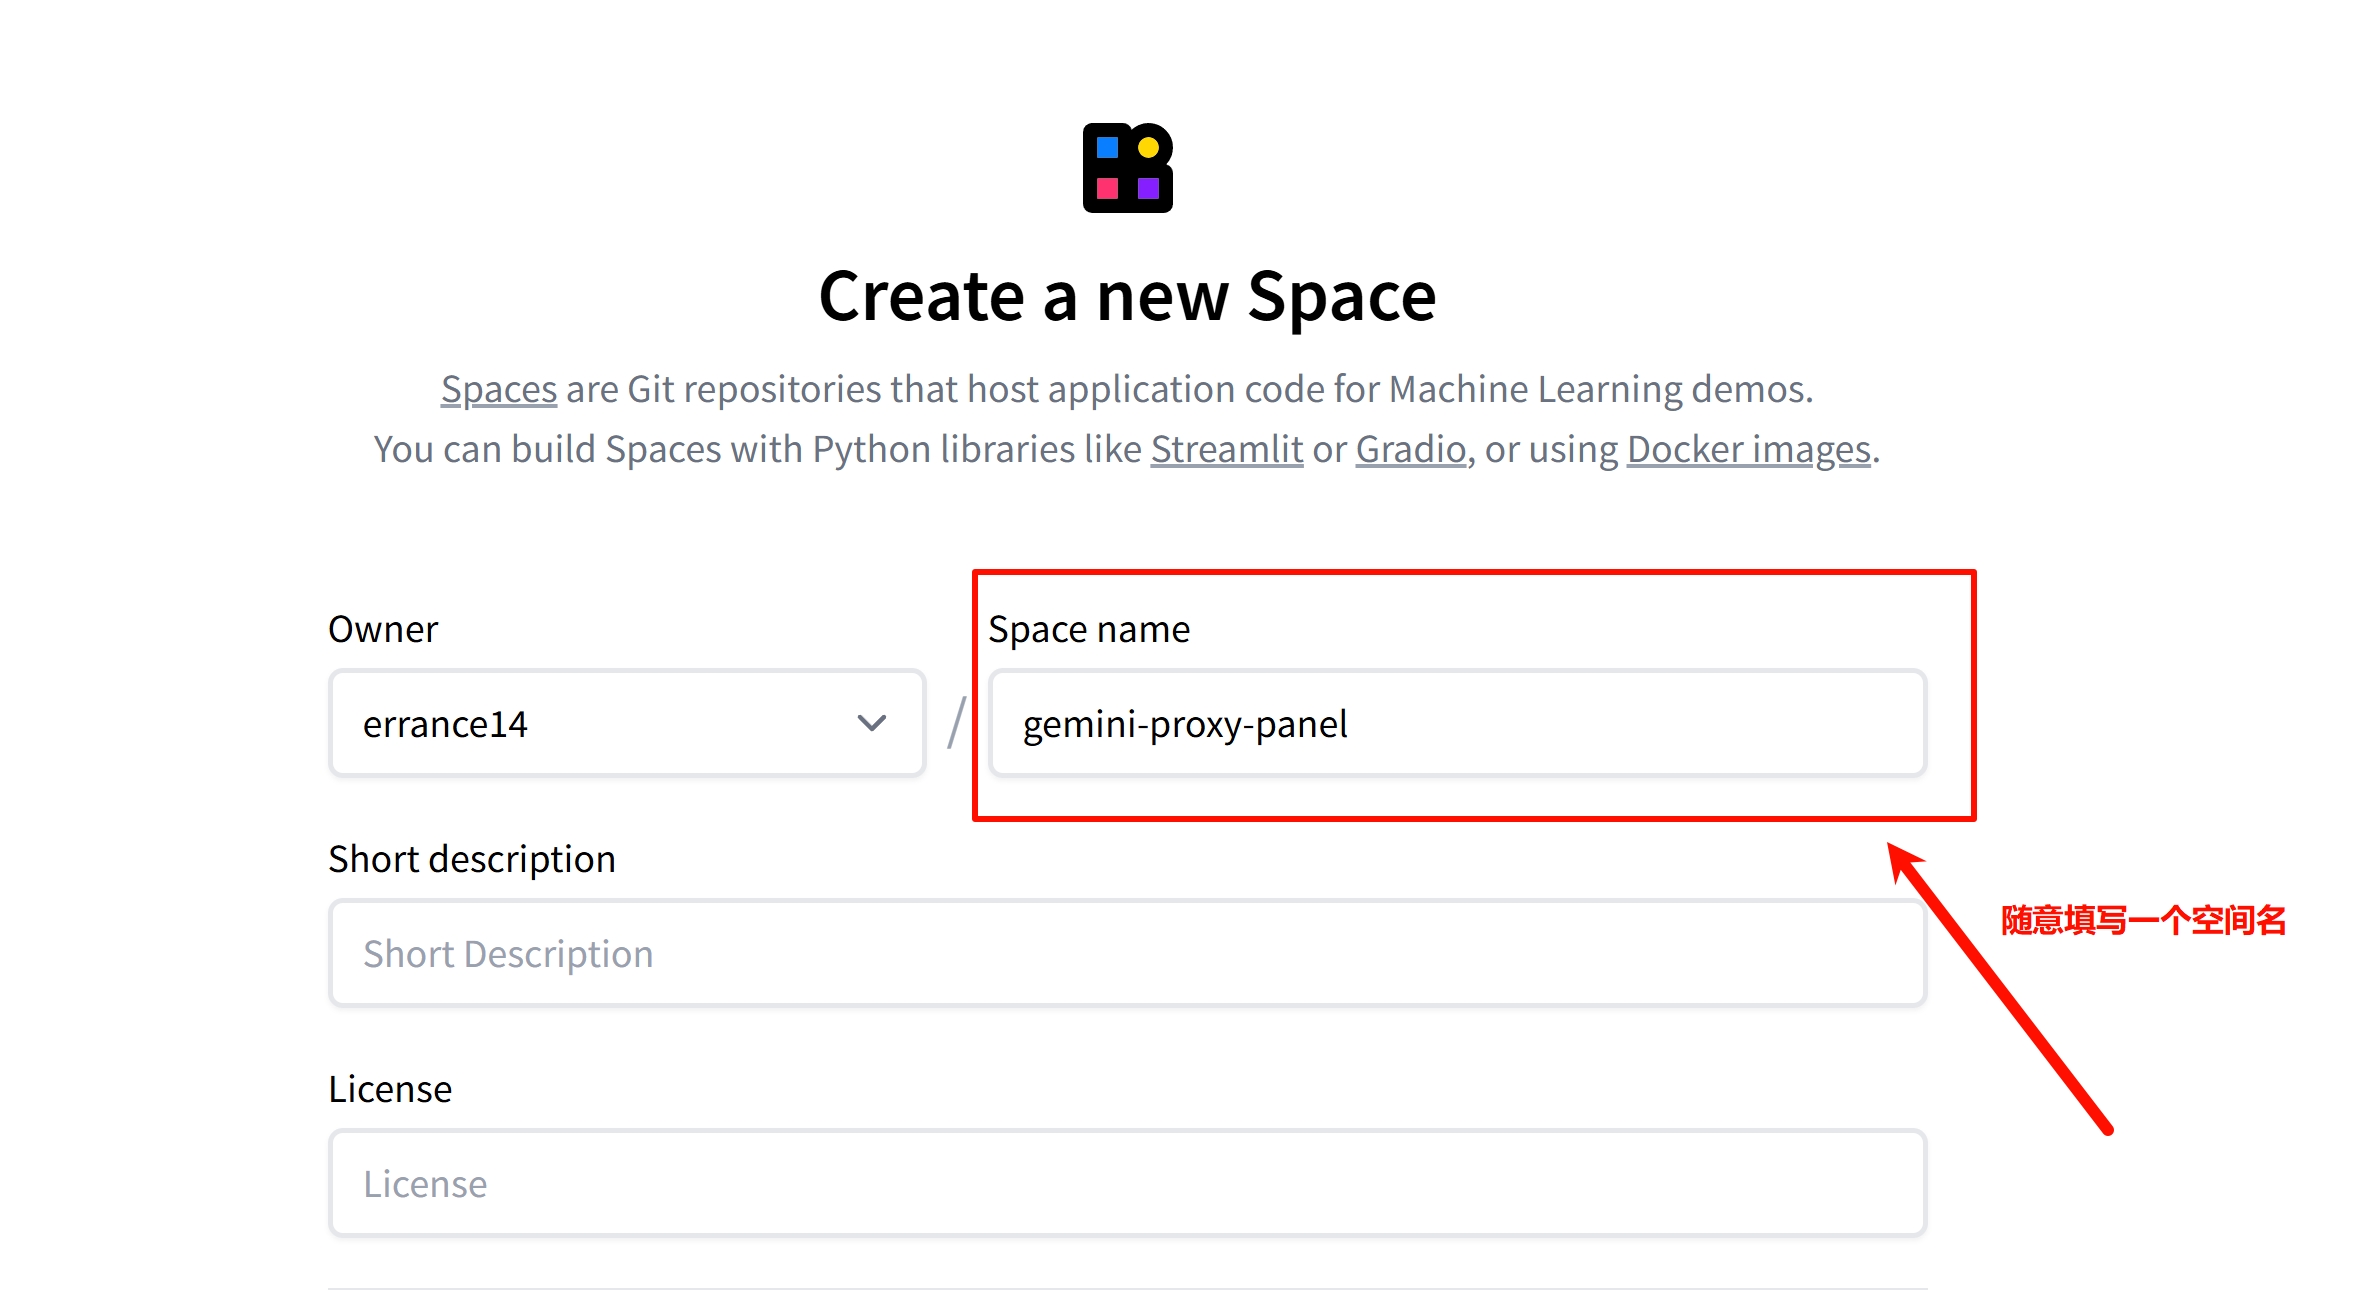 Create a new Space
Spaces are Git repositories that host application code for Machine Learning demos.
You can build Spaces with Python libraries like Streamlit or Gradio, or using Docker images.
Owner
Space name
errance14
/
gemini-proxy-panel
Short description
随意填写一个空间名
Short Description
License
License